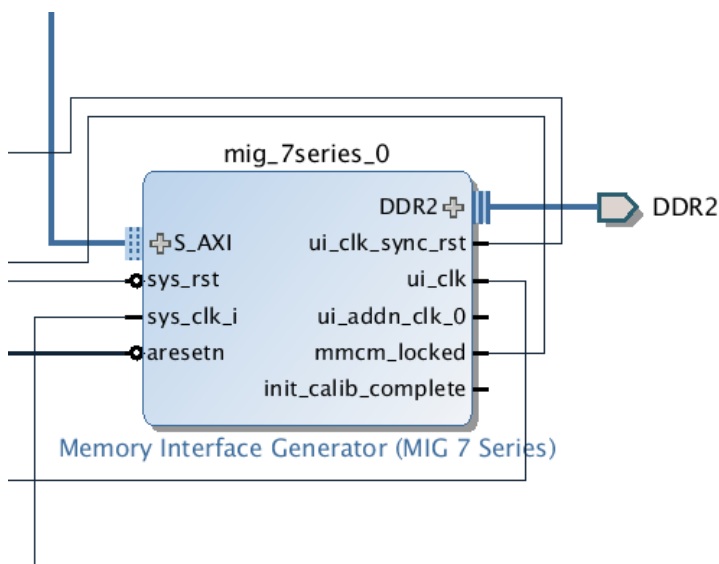 mig_7series_0
DDR2
DDR2
S_AXI
ui_clk_sync_rst
sys_rst
ui_clk
sys_clk_i
ui_addn_clk_0
aresetn
mmcm_locked
init_calib_complete
Memory Interface Generator (MIG 7 Series)